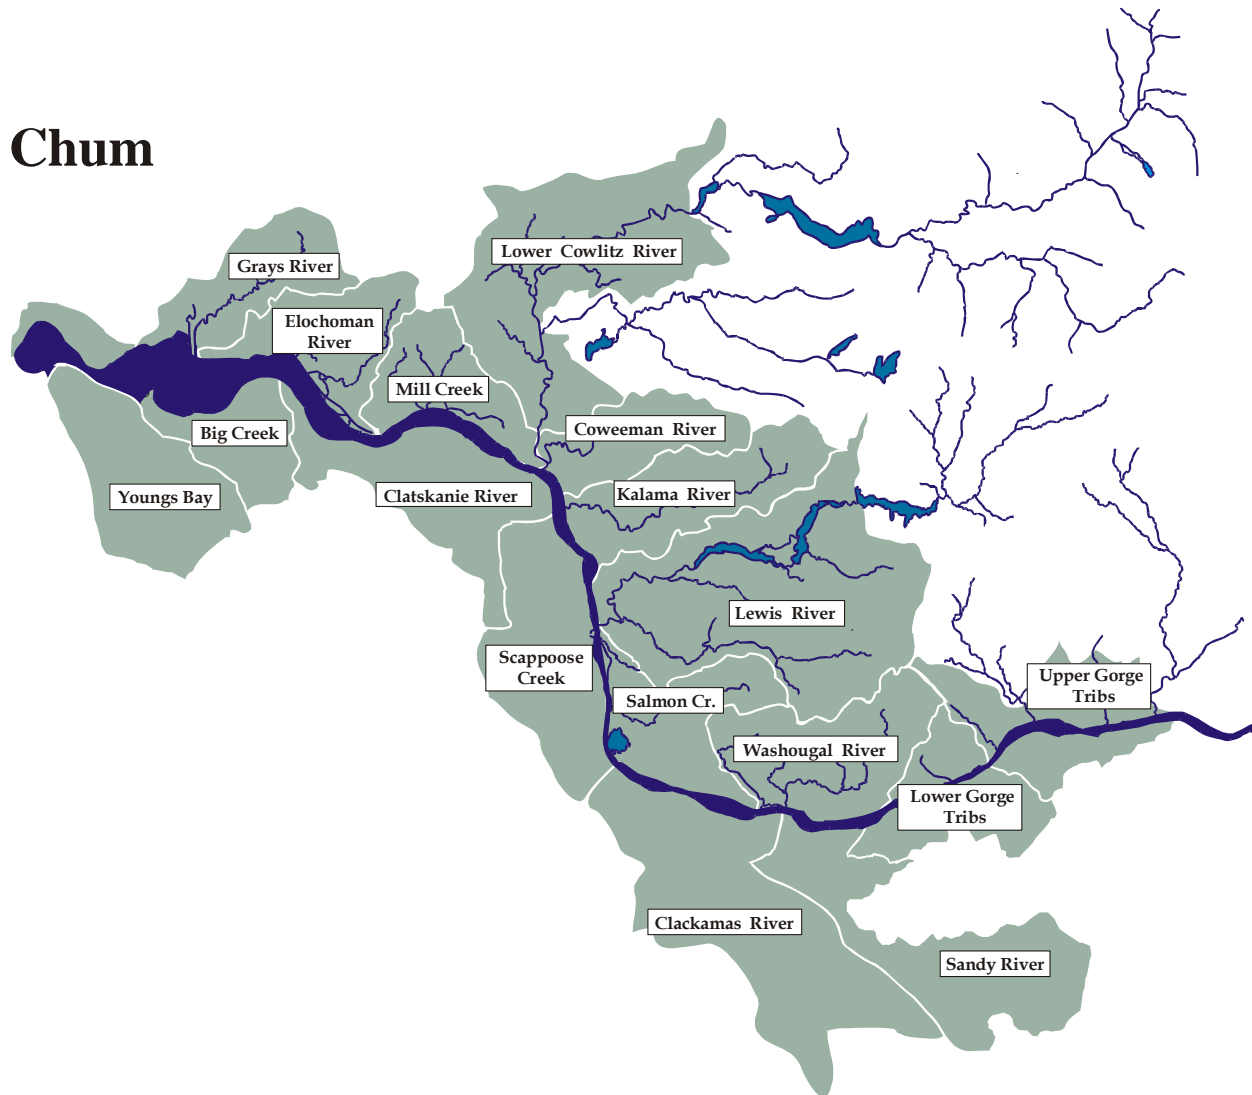 Chum
Lower Cowlitz River
Grays River
Elochoman
River
Mill Creek
Big Creek
Coweeman River
Youngs Bay
Clatskanie River
Kalama River
Lewis River
Scappoose
Creek
Upper Gorge
Tribs
Salmon Cr.
Washougal River
Lower Gorge
Tribs
Clackamas River
Sandy River